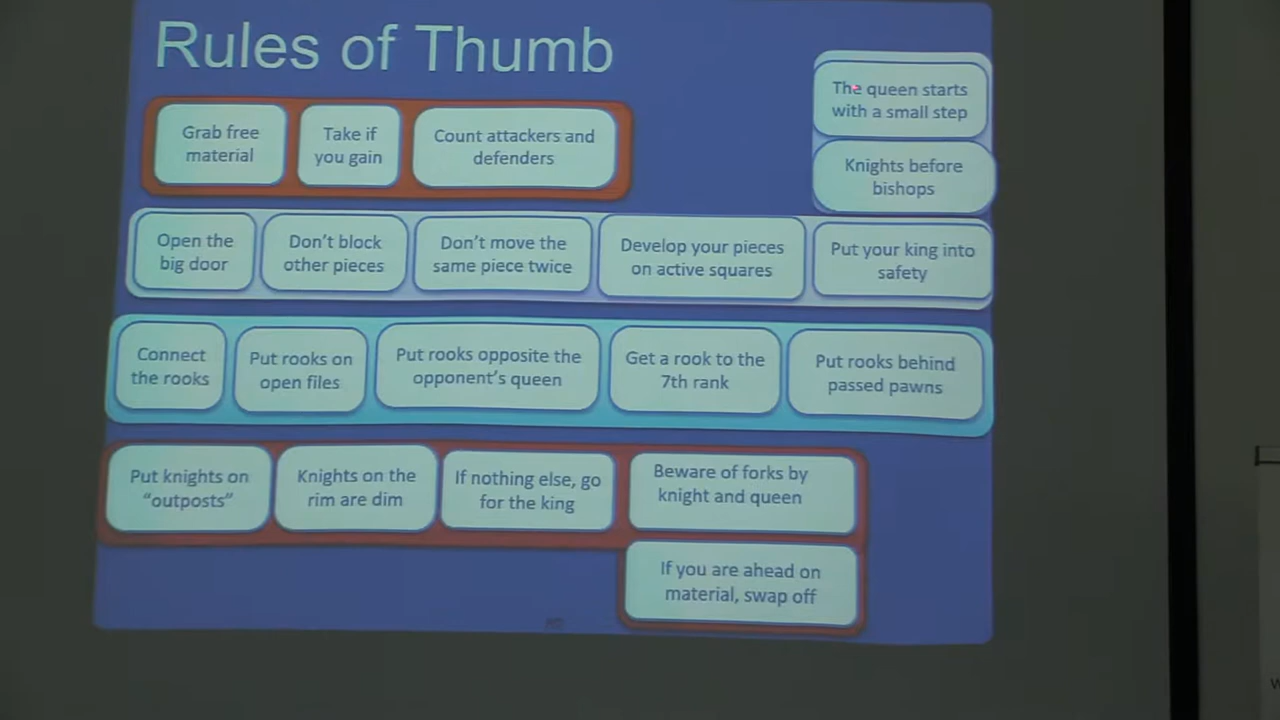 Rules of Thumb
Grab free
material
Take if
you gain
Count attackers and
defenders
The queen starts
with a small step
Knights before
bishops
Open the
big door
Don't block
other pieces
Don't move the
same piece twice
Develop your pieces
on active squares
Put your king into
safety
Connect
the rooks
Put rooks on
open files
Put rooks opposite the
opponent's queen
Get a rook to the
7th rank
Put rooks behind
passed pawns
Put knights on
"outposts"
Knights on the
rim are dim
If nothing else, go
for the king
Beware of forks by
knight and queen
If you are ahead on
material, swap off